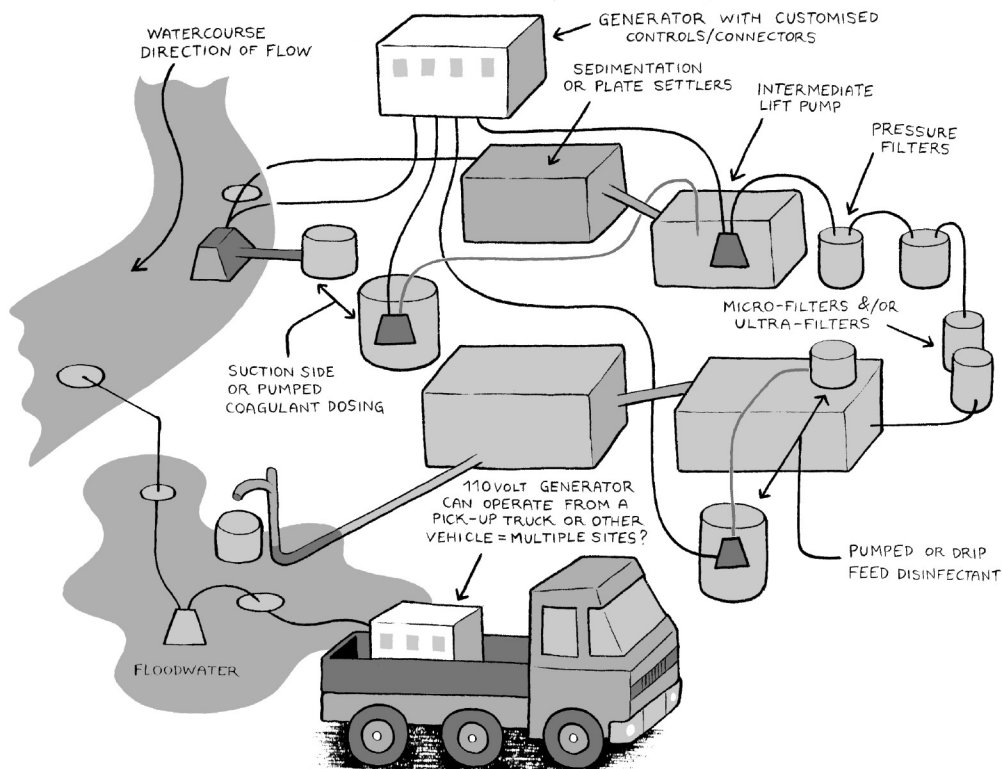 WATERCOURSE
DIRECTION OF FLOW
GENERATOR WITH CUSTOMISED
CONTROLS/CONNECTORS
SEDIMENTATION
OR PLATE SETTLERS
INTERMEDIATE
LIFT PUMP
PRESSURE
FILTERS
MICRO-FILTERS &/OR
ULTRA-FILTERS
SUCTION SIDE
OR PUMPED
COAGULANT DOSING
110 VOLT GENERATOR
CAN OPERATE FROM A
PICK-UP TRUCK OR OTHER
VEHICLE = MULTIPLE SITES?
PUMPED OR DRIP
FEED DISINFECTANT
FLOODWATER